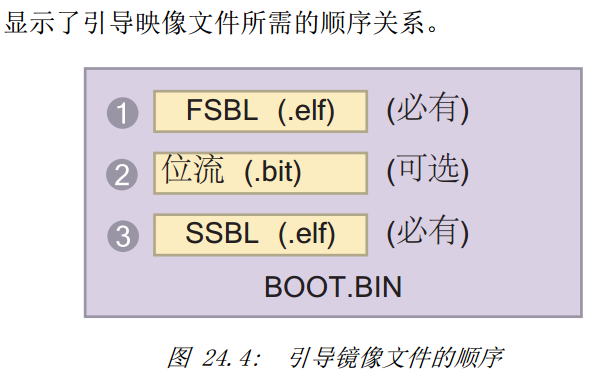 显示了引导映像文件所需的顺序关系。
1 FSBL (.elf) (必有)
2 位流 (.bit) (可选)
3 SSBL (.elf) (必有)
BOOT.BIN
图 24.4: 引导镜像文件的顺序